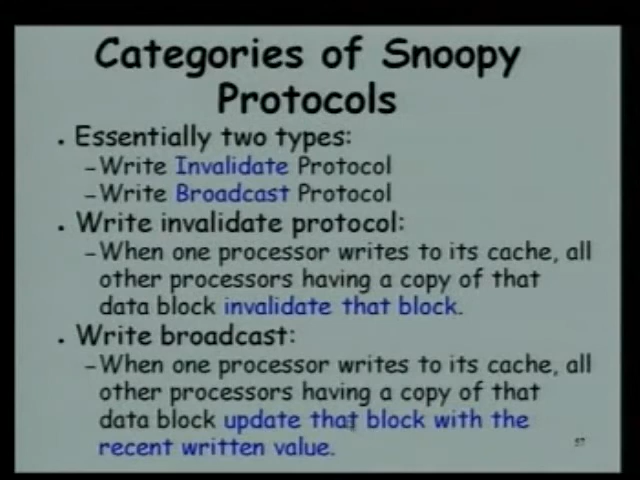 Categories of Snoopy
Protocols
• Essentially two types:
–Write Invalidate Protocol
–Write Broadcast Protocol
• Write invalidate protocol:
–When one processor writes to its cache, all
other processors having a copy of that
data block invalidate that block.
• Write broadcast:
–When one processor writes to its cache, all
other processors having a copy of that
data block update that block with the
recent written value.
57